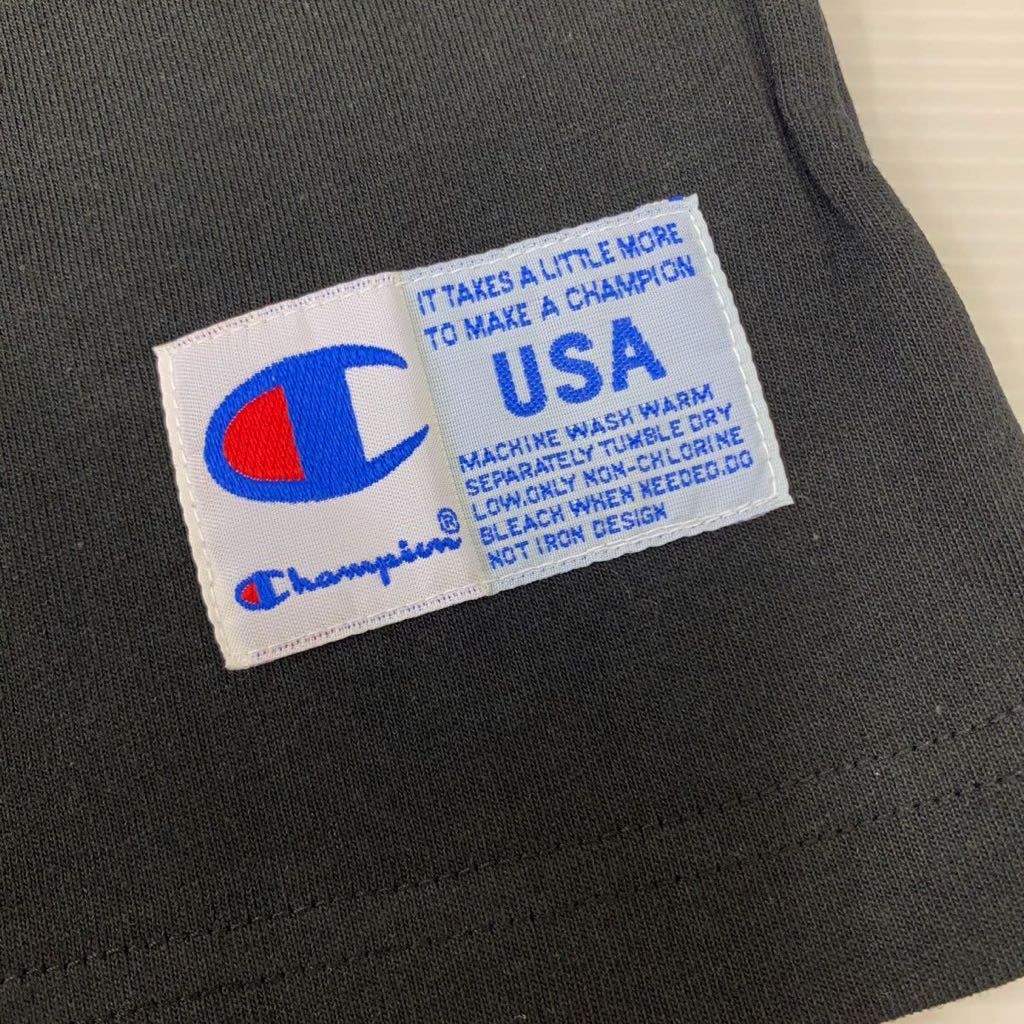 Champion®
IT TAKES A LITTLE MORE
TO MAKE A CHAMPION
USA
MACHINE WASH WARM
SEPARATELY TUMBLE DRY
LOW.ONLY NON-CHLORINE
BLEACH WHEN NEEDEG.DO
NOT IRON DESIGN